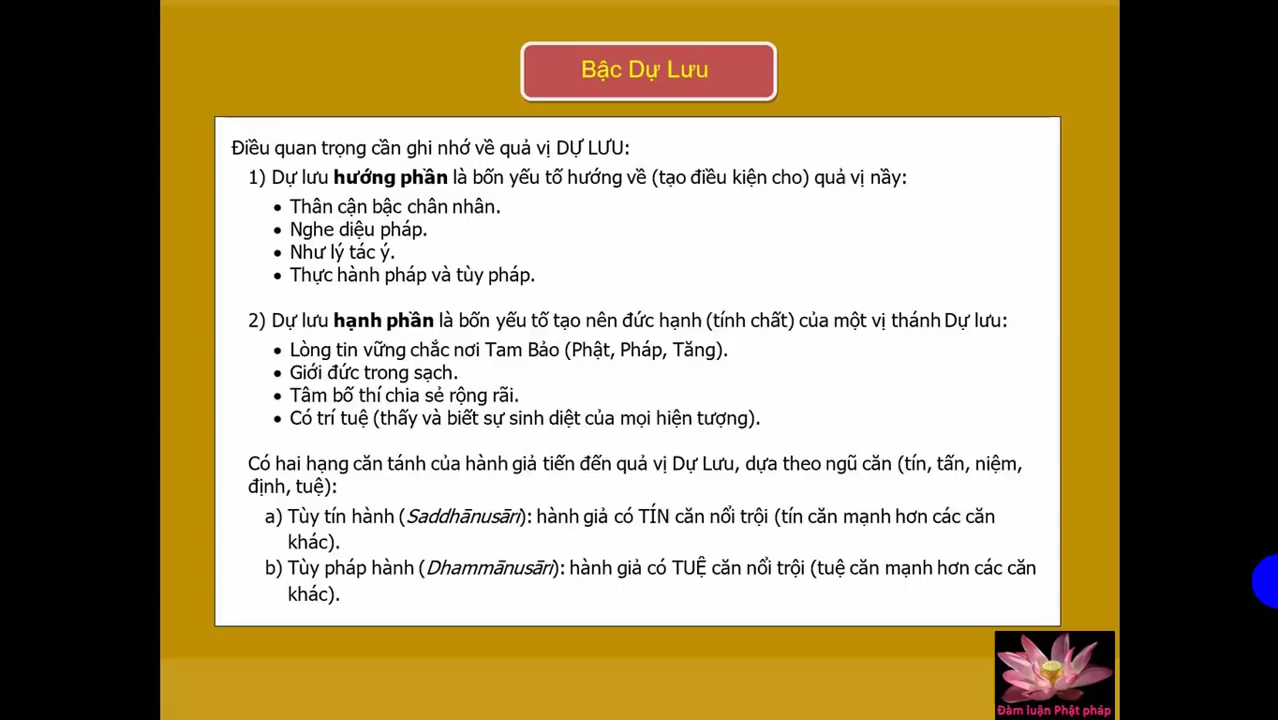 Bậc Dự Lưu
Điều quan trọng cần ghi nhớ về quả vị DỰ LƯU:
1) Dự lưu hướng phần là bốn yếu tố hướng về (tạo điều kiện cho) quả vị nầy:
• Thân cận bậc chân nhân.
• Nghe diệu pháp.
• Như lý tác ý.
• Thực hành pháp và tùy pháp.
2) Dự lưu hạnh phần là bốn yếu tố tạo nên đức hạnh (tính chất) của một vị thánh Dự lưu:
• Lòng tin vững chắc nơi Tam Bảo (Phật, Pháp, Tăng).
• Giới đức trong sạch.
• Tâm bố thí chia sẻ rộng rãi.
• Có trí tuệ (thấy và biết sự sinh diệt của mọi hiện tượng).
Có hai hạng căn tánh của hành giả tiến đến quả vị Dự Lưu, dựa theo ngũ căn (tín, tấn, niệm,
định, tuệ):
a) Tùy tín hành (Saddhānusāri): hành giả có TÍN căn nổi trội (tín căn mạnh hơn các căn
khác).
b) Tùy pháp hành (Dhammānusāri): hành giả có TUỆ căn nổi trội (tuệ căn mạnh hơn các căn
khác).
Đàm luận Phật pháp